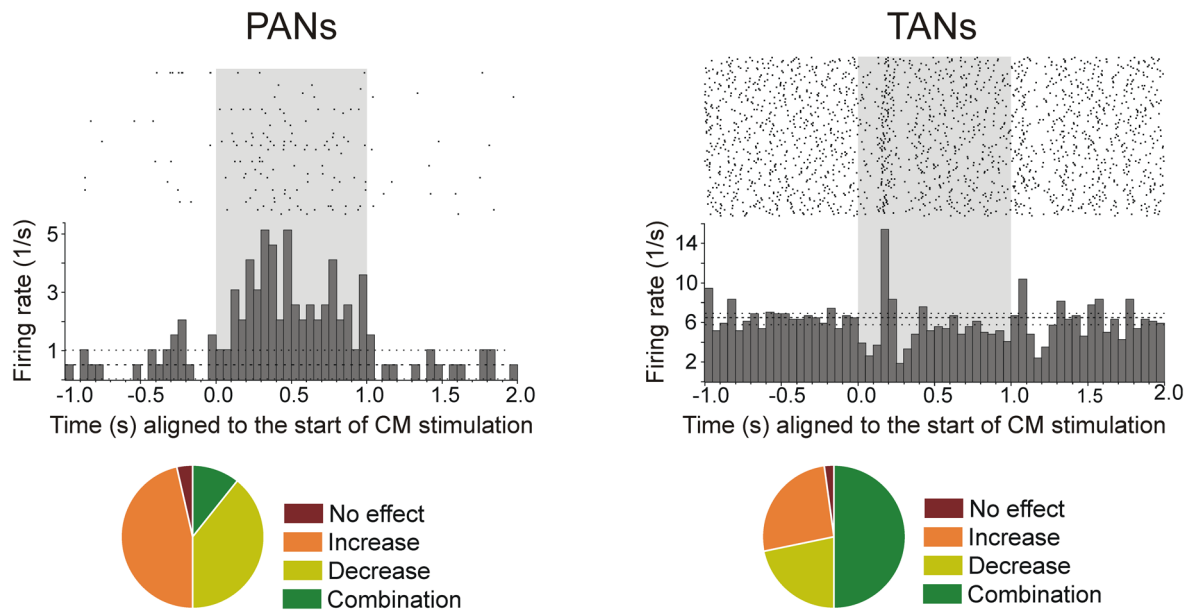 PANs
TANs
Firing rate (1/s)
5
3
1
-1.0 -0.5 0.0 0.5 1.0 1.5 2.0
Time (s) aligned to the start of CM stimulation
Firing rate (1/s)
14
10
6
2
-1.0 -0.5 0.0 0.5 1.0 1.5 2.0
Time (s) aligned to the start of CM stimulation
No effect
Increase
Decrease
Combination
No effect
Increase
Decrease
Combination